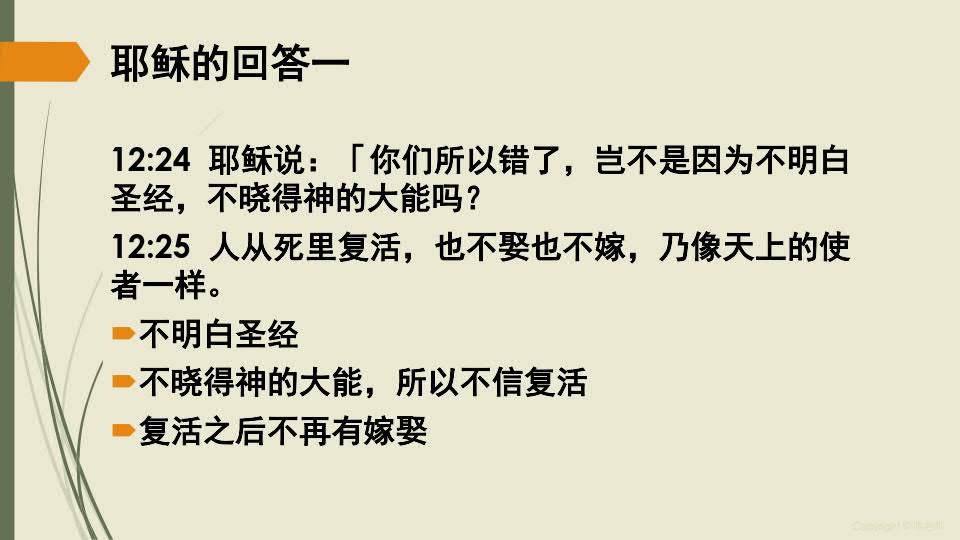 耶稣的回答一
12:24 耶稣说：「你们所以错了，岂不是因为不明白
圣经，不晓得神的大能吗？
12:25 人从死里复活，也不娶也不嫁，乃像天上的使
者一样。
不明白圣经
不晓得神的大能，所以不信复活
复活之后不再有嫁娶
Copyright